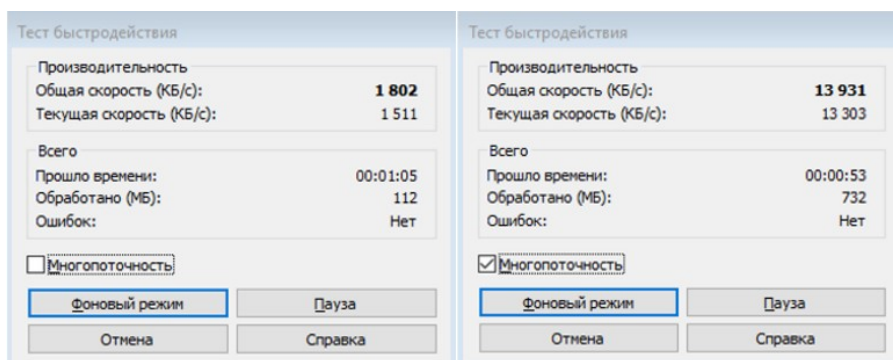 Тест быстродействия
Производительность
Общая скорость (КБ/с): 1 802
Текущая скорость (КБ/с): 1 511
Всего
Прошло времени: 00:01:05
Обработано (МБ): 112
Ошибок: Нет
Многопоточность
Фоновый режим Пауза
Отмена Справка
Тест быстродействия
Производительность
Общая скорость (КБ/с): 13 931
Текущая скорость (КБ/с): 13 303
Всего
Прошло времени: 00:00:53
Обработано (МБ): 732
Ошибок: Нет
Многопоточность
Фоновый режим Пауза
Отмена Справка